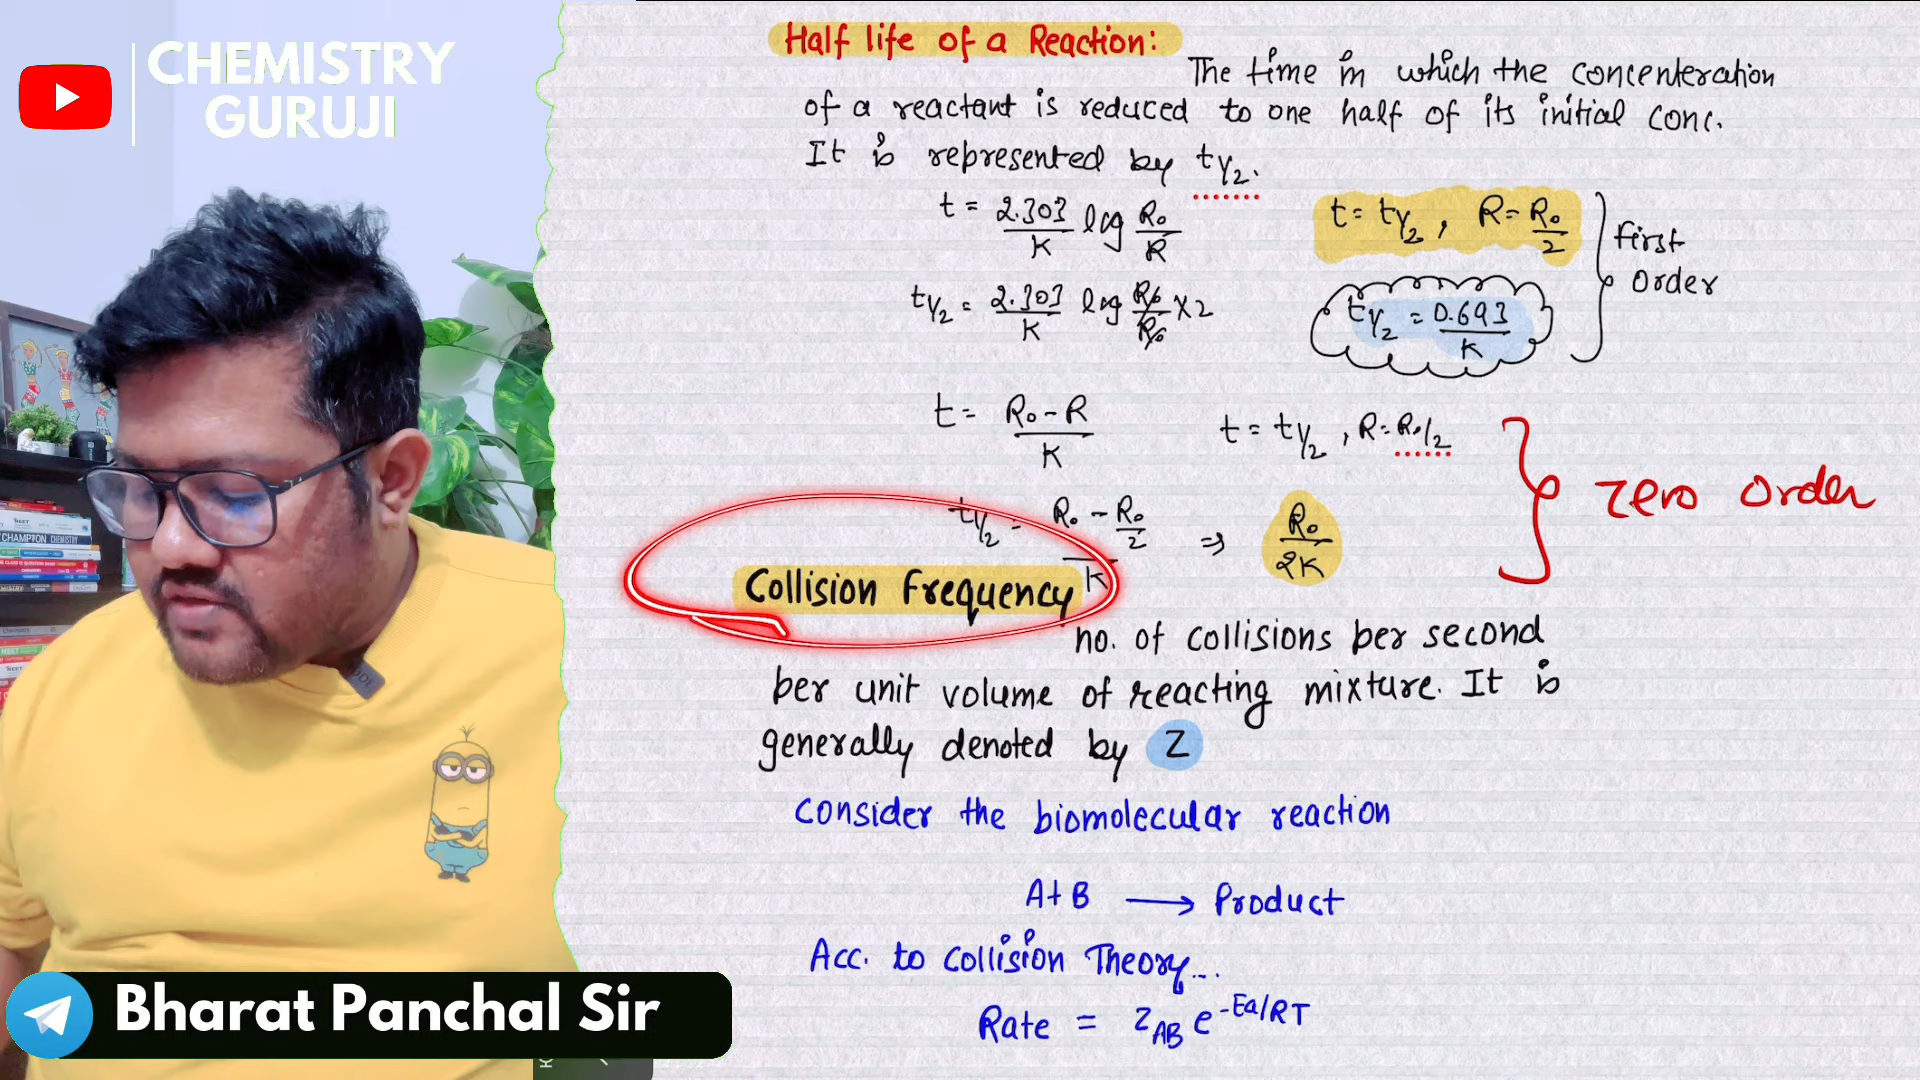 CHEMISTRY
GURUJI
Half life of a Reaction:
The time in which the concenteration
of a reactant is reduced to one half of its initial conc.
It is represented by t1/2.
t = 2.303/K log R₀/R
t = t1/2, R = R₀/2
first
order
t1/2 = 2.303/K log R₀/R₀ × 2
t1/2 = 0.693/K
t = R₀ - R/K
t = t1/2, R = R₀/2
zero order
t1/2 = R₀ - R₀/2/K ⇒ R₀/2K
Collision Frequency
no. of collisions per second
per unit volume of reacting mixture. It is
generally denoted by Z
Consider the biomolecular reaction
A+B → Product
Acc. to Collision Theory...
Rate = Z_AB e^-Ea/RT
Bharat Panchal Sir
CHAMPION CHEMISTRY